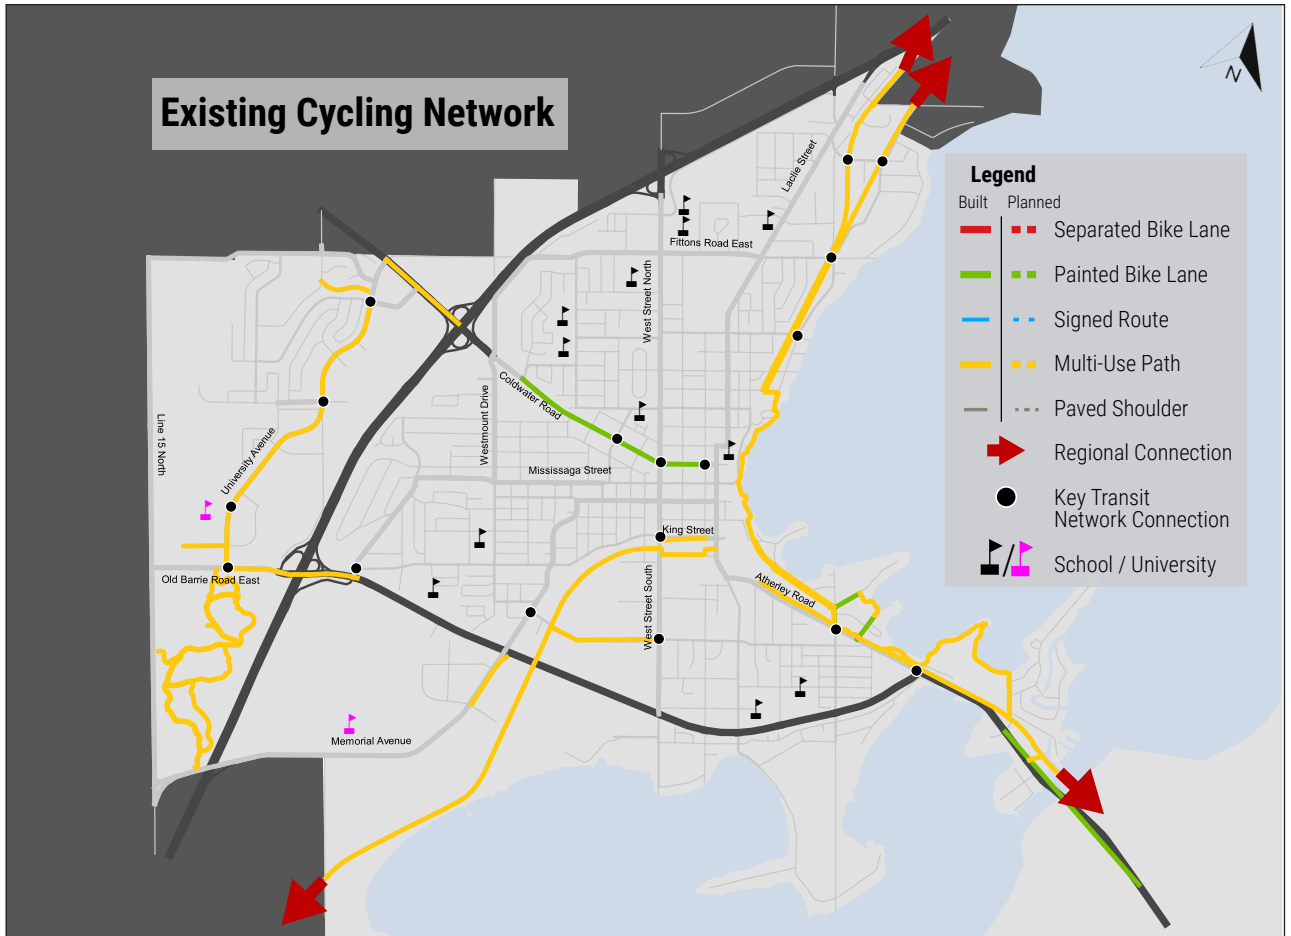 Existing Cycling Network
N
Legend
Built Planned
Separated Bike Lane
Painted Bike Lane
Signed Route
Multi-Use Path
Paved Shoulder
Regional Connection
Key Transit
Network Connection
School / University
Laclie Street
Fittons Road East
West Street North
Coldwater Road
Westmount Drive
Mississaga Street
Line 15 North
University Avenue
King Street
Old Barrie Road East
Atherley Road
West Street South
Memorial Avenue